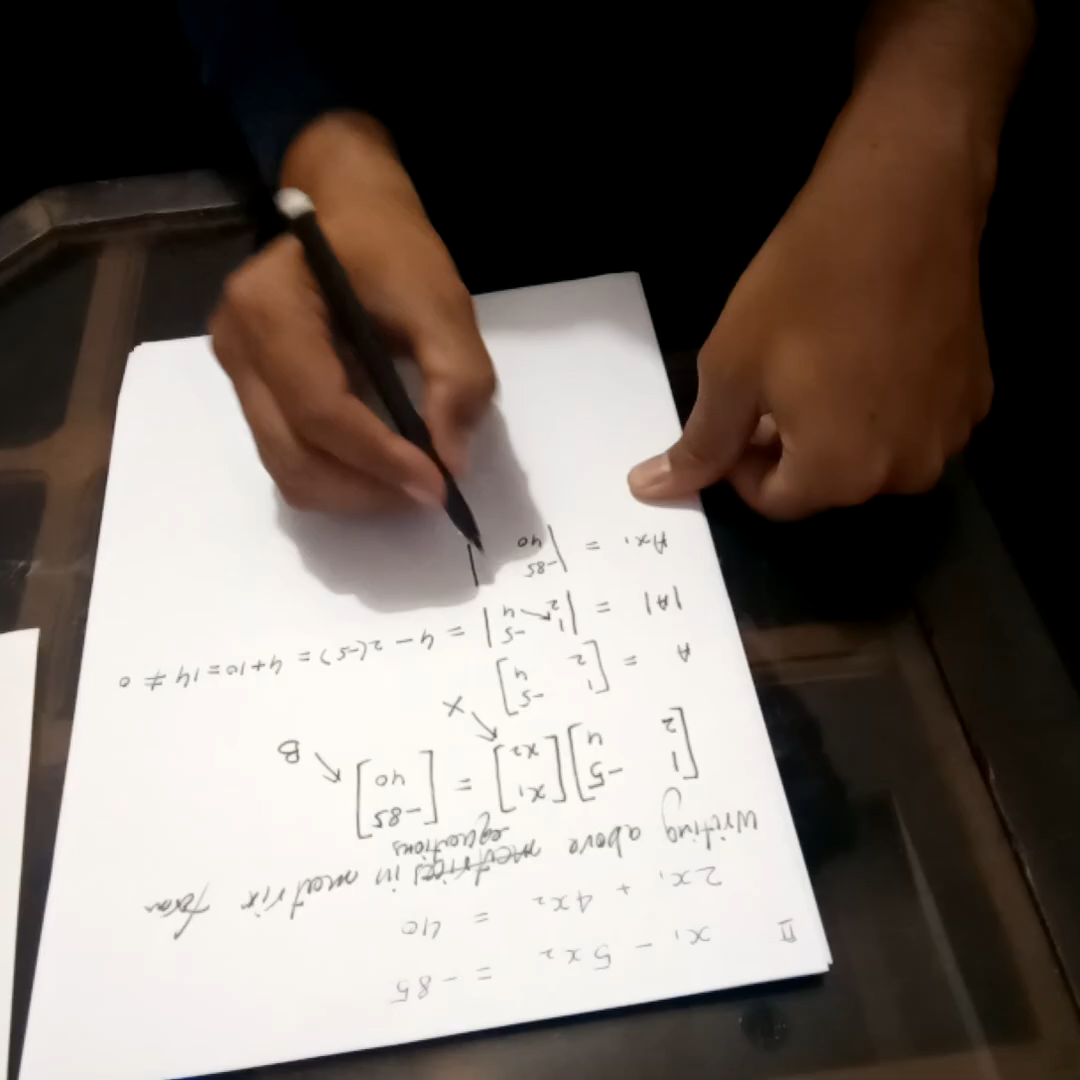 II x₁ - 5x₂ = -85
2x₁ + 4x₂ = 40
Writing above metrices in matrix form
equations
[1 -5] [x₁] = [-85]
[2 4] [x₂] [40]
X B
A = [1 -5]
[2 4]
|A| = |1 -5| = 4 - 2(-5) = 4+10=14 ≠ 0
|2 4|
Ax₁ = |-85 |
|40